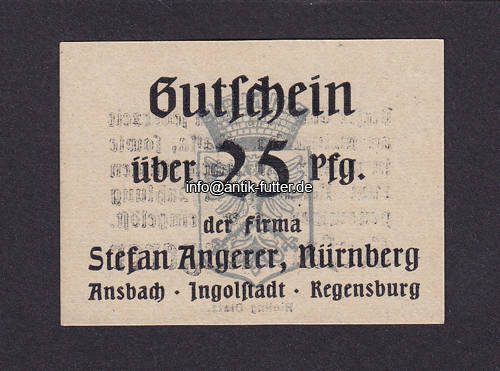 Gutschein
über 25 Pfg.
info@antik-futter.de
der Firma
Stefan Angerer, Nürnberg
Ansbach · Ingolstadt · Regensburg